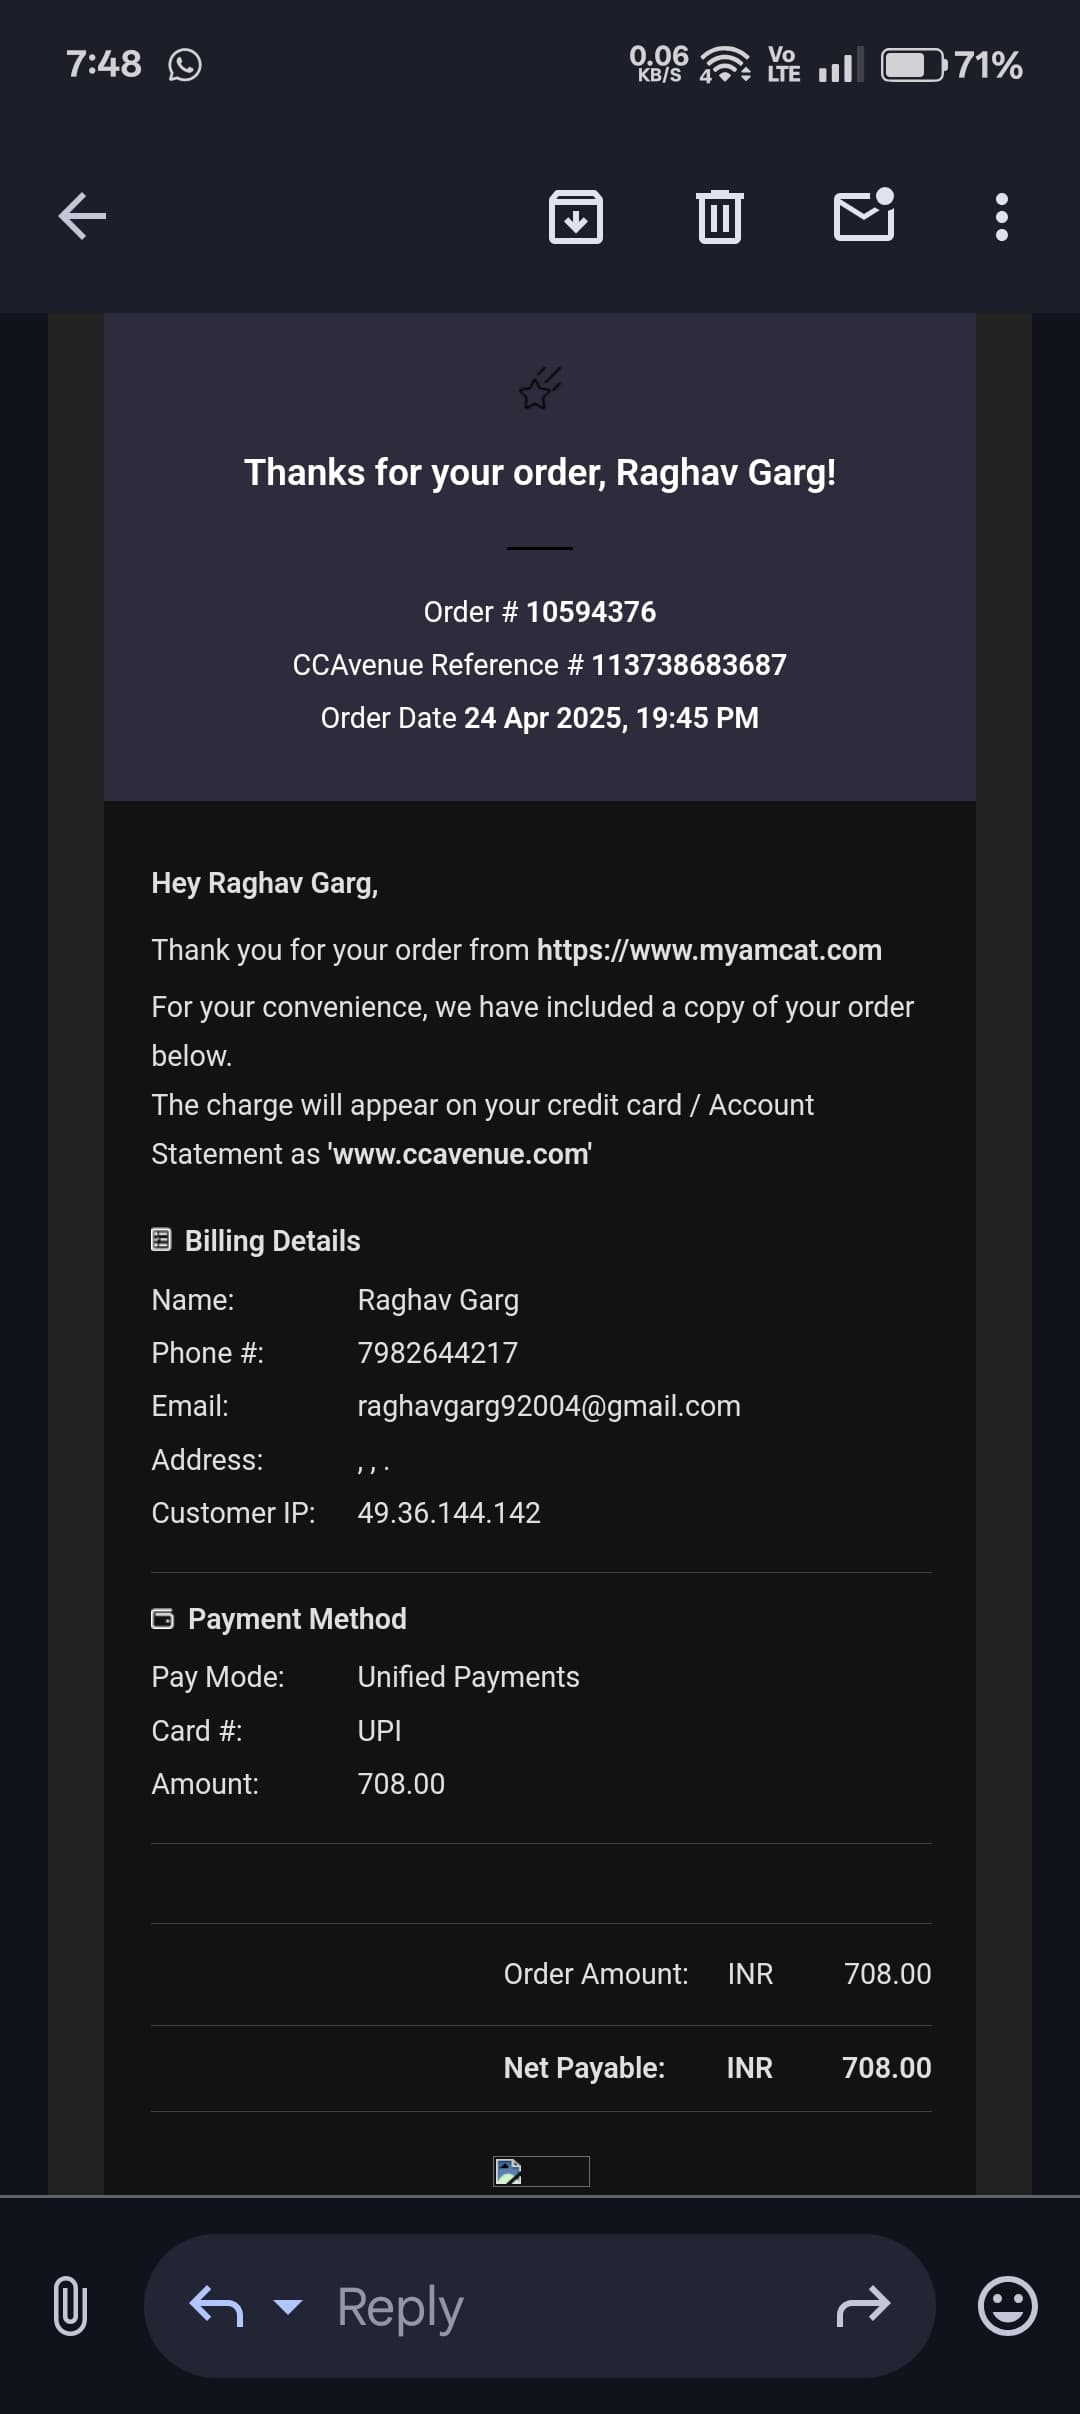 7:48 0.06 KB/S 4 Vo LTE 71%
Thanks for your order, Raghav Garg!
Order # 10594376
CCAvenue Reference # 113738683687
Order Date 24 Apr 2025, 19:45 PM
Hey Raghav Garg,
Thank you for your order from https://www.myamcat.com
For your convenience, we have included a copy of your order
below.
The charge will appear on your credit card / Account
Statement as 'www.ccavenue.com'
Billing Details
Name: Raghav Garg
Phone #: 7982644217
Email: raghavgarg92004@gmail.com
Address: , , .
Customer IP: 49.36.144.142
Payment Method
Pay Mode: Unified Payments
Card #: UPI
Amount: 708.00
Order Amount: INR 708.00
Net Payable: INR 708.00
Reply